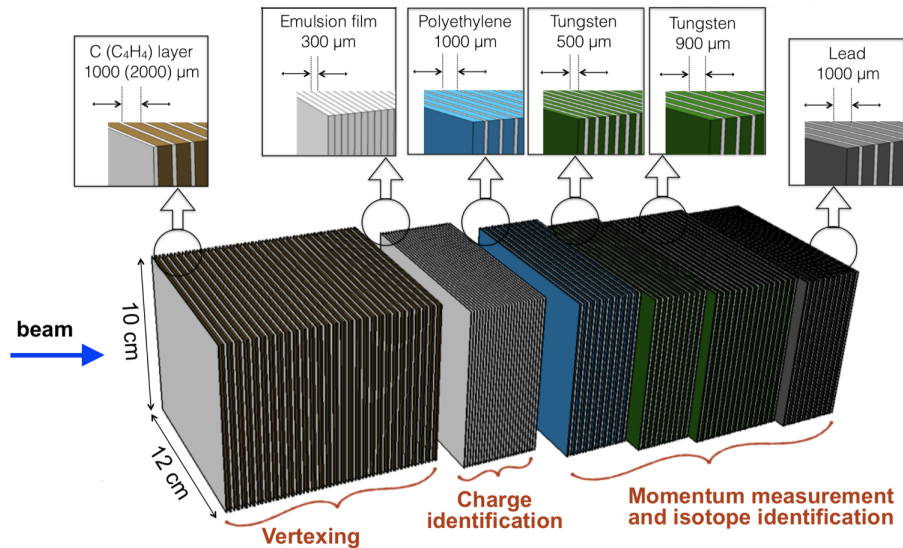 C (C₄H₄) layer
1000 (2000) µm
Emulsion film
300 µm
Polyethylene
1000 µm
Tungsten
500 µm
Tungsten
900 µm
Lead
1000 µm
beam
10 cm
12 cm
Vertexing
Charge
identification
Momentum measurement
and isotope identification